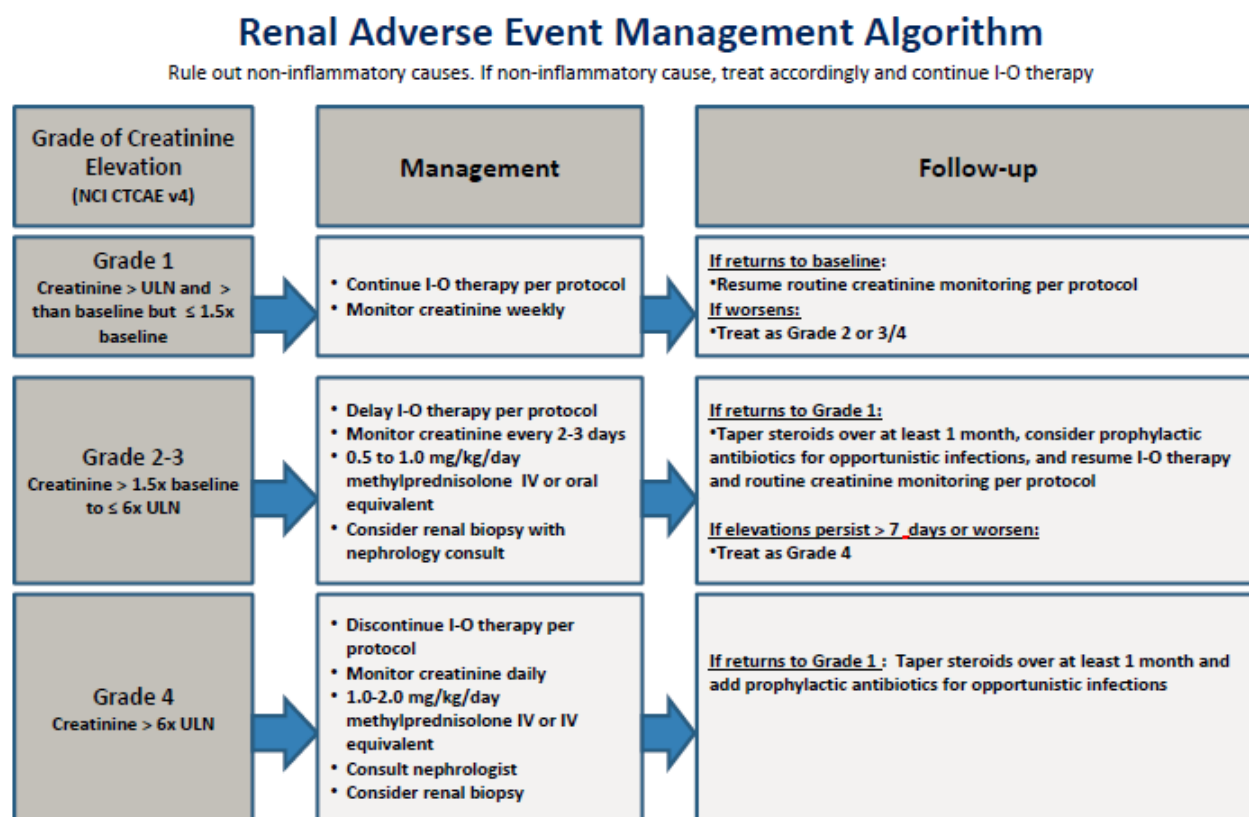 Renal Adverse Event Management Algorithm
Rule out non-inflammatory causes. If non-inflammatory cause, treat accordingly and continue I-O therapy
Grade of Creatinine
Elevation
(NCI CTCAE v4)
Management
Follow-up
Grade 1
Creatinine > ULN and >
than baseline but ≤ 1.5x
baseline
• Continue I-O therapy per protocol
• Monitor creatinine weekly
If returns to baseline:
•Resume routine creatinine monitoring per protocol
If worsens:
•Treat as Grade 2 or 3/4
Grade 2-3
Creatinine > 1.5x baseline
to ≤ 6x ULN
• Delay I-O therapy per protocol
• Monitor creatinine every 2-3 days
• 0.5 to 1.0 mg/kg/day
methylprednisolone IV or oral
equivalent
• Consider renal biopsy with
nephrology consult
If returns to Grade 1:
•Taper steroids over at least 1 month, consider prophylactic
antibiotics for opportunistic infections, and resume I-O therapy
and routine creatinine monitoring per protocol
If elevations persist > 7 days or worsen:
•Treat as Grade 4
Grade 4
Creatinine > 6x ULN
• Discontinue I-O therapy per
protocol
• Monitor creatinine daily
• 1.0-2.0 mg/kg/day
methylprednisolone IV or IV
equivalent
• Consult nephrologist
• Consider renal biopsy
If returns to Grade 1 : Taper steroids over at least 1 month and
add prophylactic antibiotics for opportunistic infections